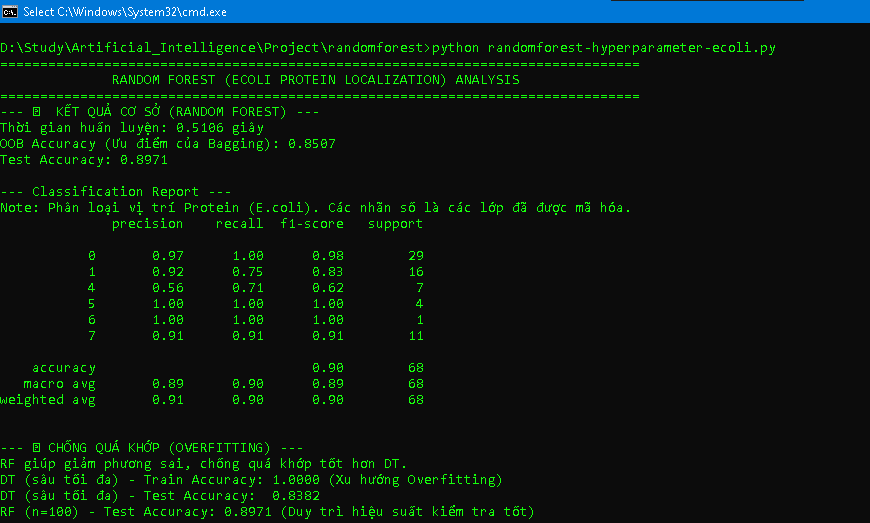 Select C:\Windows\System32\cmd.exe
D:\Study\Artificial_Intelligence\Project\randomforest>python randomforest-hyperparameter-ecoli.py
================================================================================
RANDOM FOREST (ECOLI PROTEIN LOCALIZATION) ANALYSIS
================================================================================
--- KẾT QUẢ CƠ SỞ (RANDOM FOREST) ---
Thời gian huấn luyện: 0.5106 giây
OOB Accuracy (Ưu điểm của Bagging): 0.8507
Test Accuracy: 0.8971
--- Classification Report ---
Note: Phân loại vị trí Protein (E.coli). Các nhãn số là các lớp đã được mã hóa.
precision recall f1-score support
0 0.97 1.00 0.98 29
1 0.92 0.75 0.83 16
4 0.56 0.71 0.62 7
5 1.00 1.00 1.00 4
6 1.00 1.00 1.00 1
7 0.91 0.91 0.91 11
accuracy 0.90 68
macro avg 0.89 0.90 0.89 68
weighted avg 0.91 0.90 0.90 68
--- CHỐNG QUÁ KHỚP (OVERFITTING) ---
RF giúp giảm phương sai, chống quá khớp tốt hơn DT.
DT (sâu tối đa) - Train Accuracy: 1.0000 (Xu hướng Overfitting)
DT (sâu tối đa) - Test Accuracy: 0.8382
RF (n=100) - Test Accuracy: 0.8971 (Duy trì hiệu suất kiểm tra tốt)